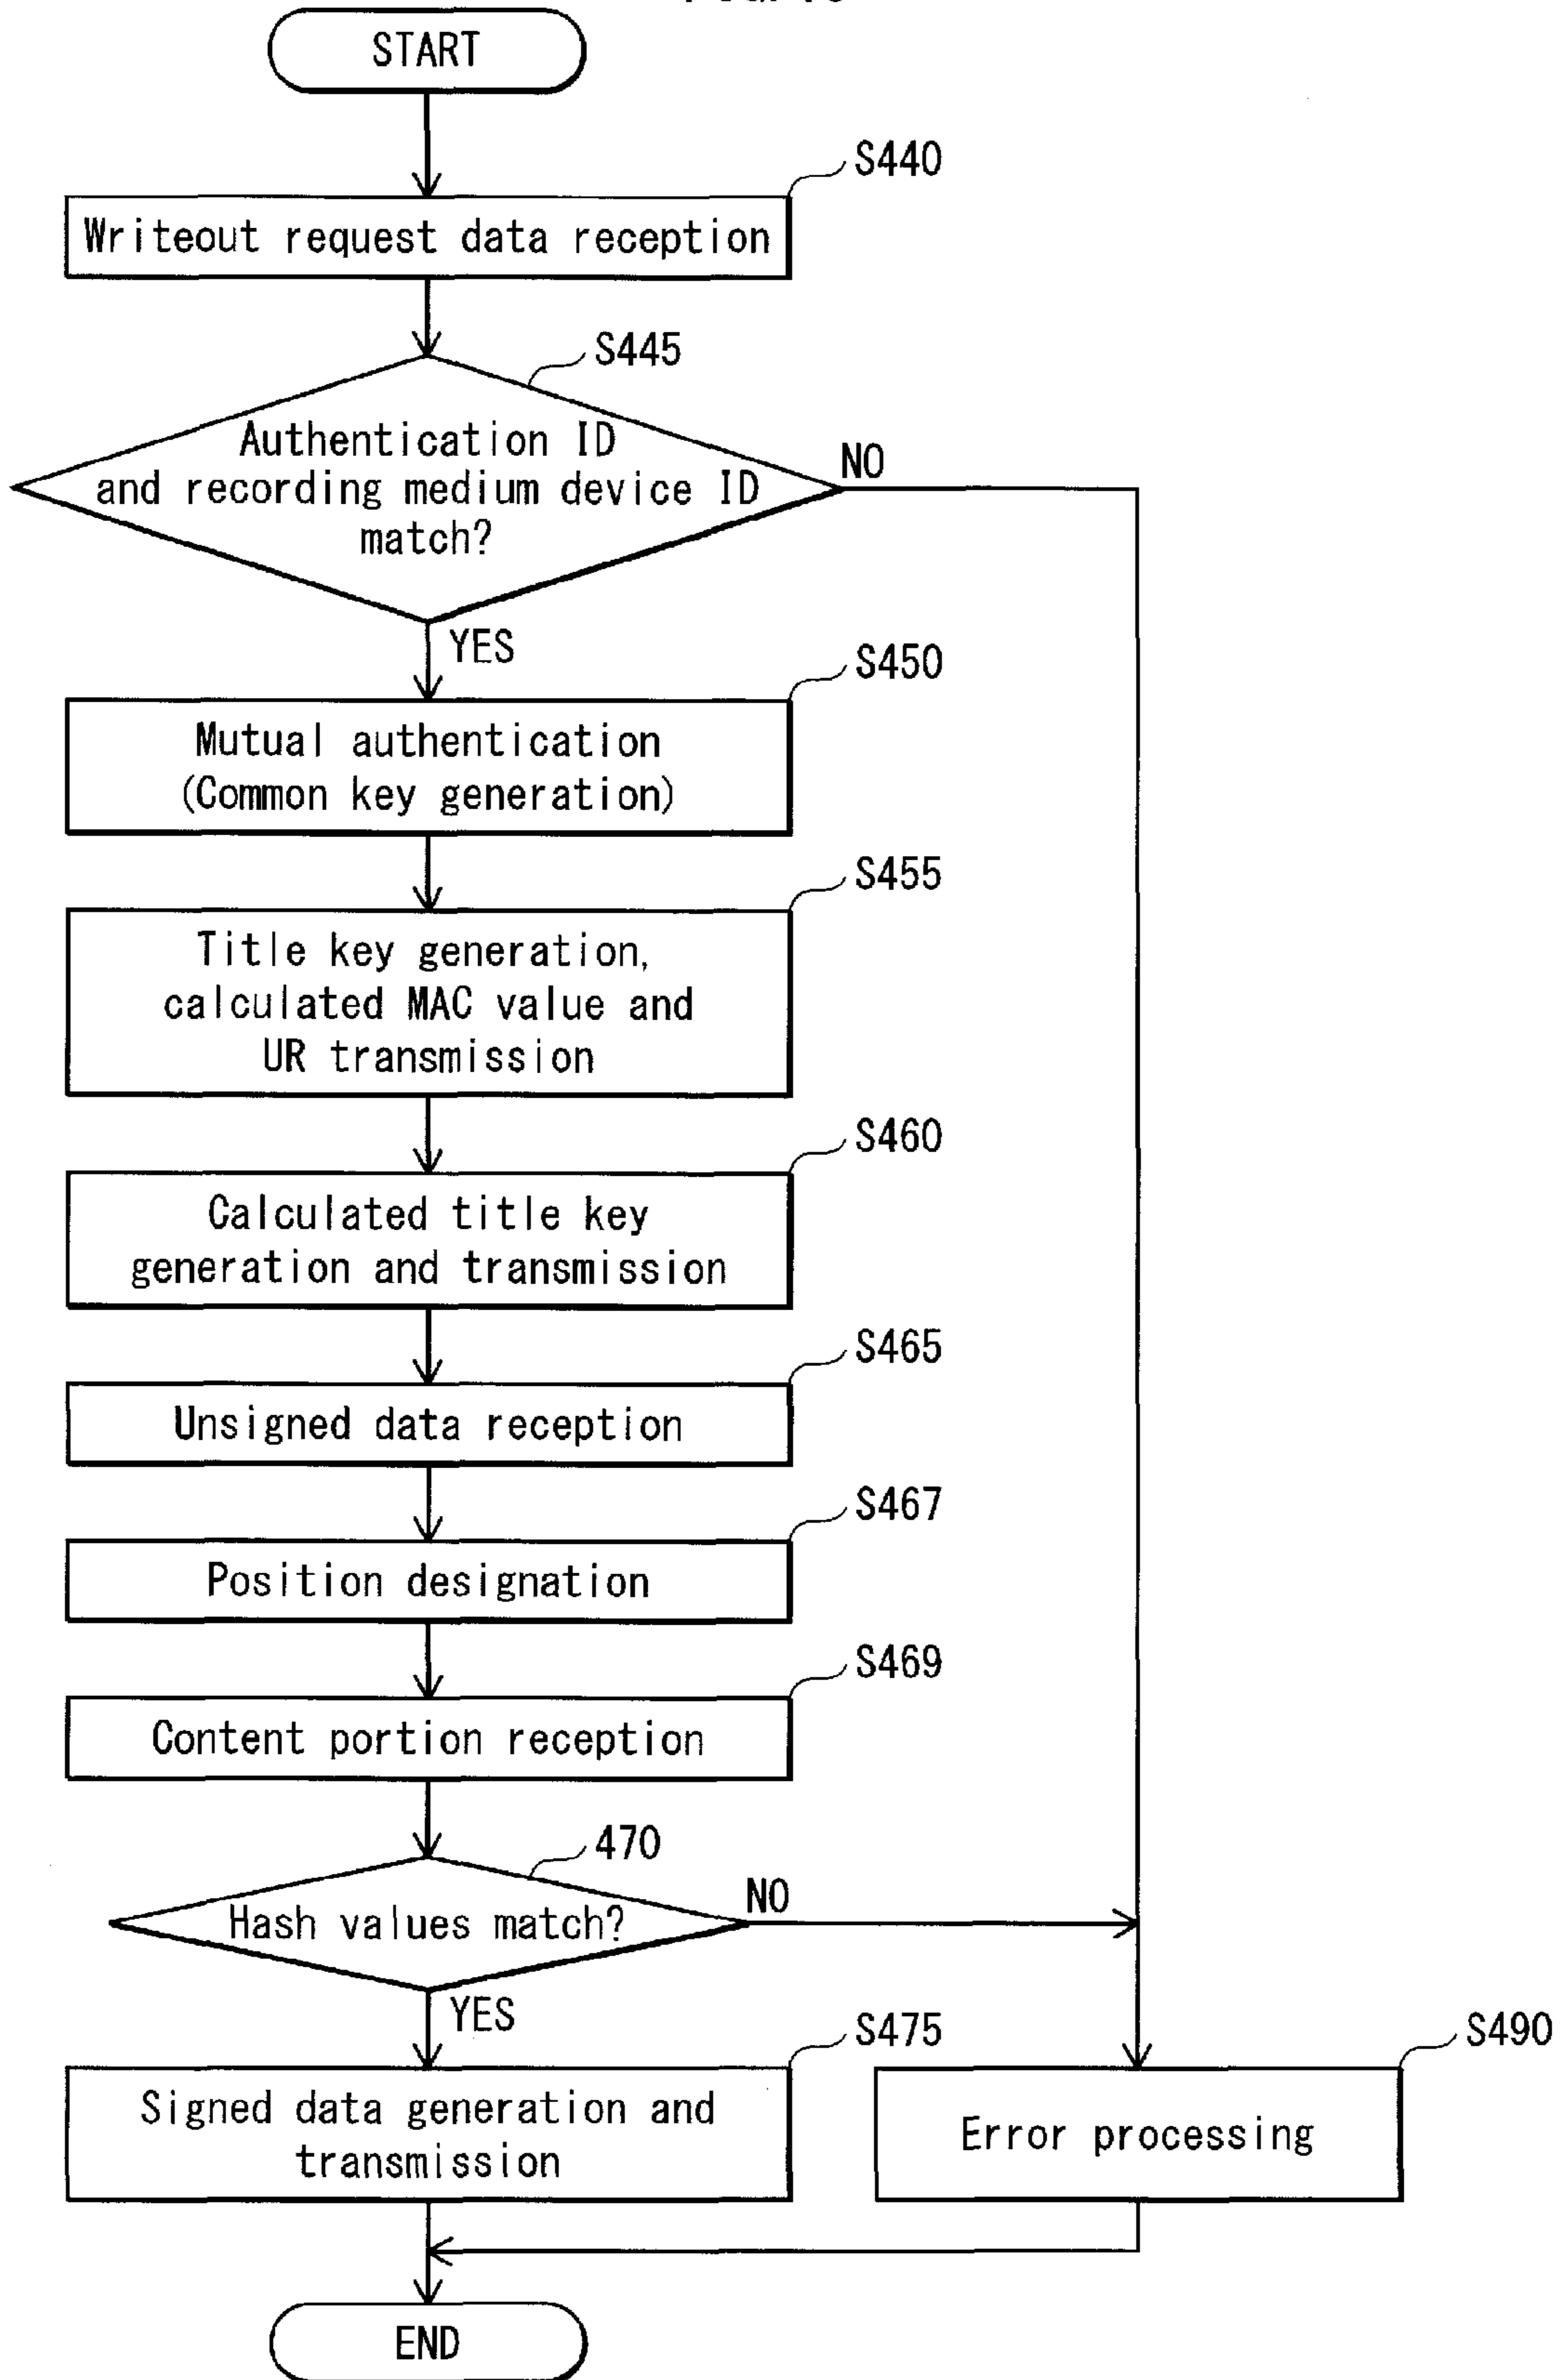 START
S440
Writeout request data reception
S445
Authentication ID
and recording medium device ID
match?
NO
YES
S450
Mutual authentication
(Common key generation)
S455
Title key generation,
calculated MAC value and
UR transmission
S460
Calculated title key
generation and transmission
S465
Unsigned data reception
S467
Position designation
S469
Content portion reception
470
Hash values match?
NO
YES
S475
Signed data generation and
transmission
S490
Error processing
END